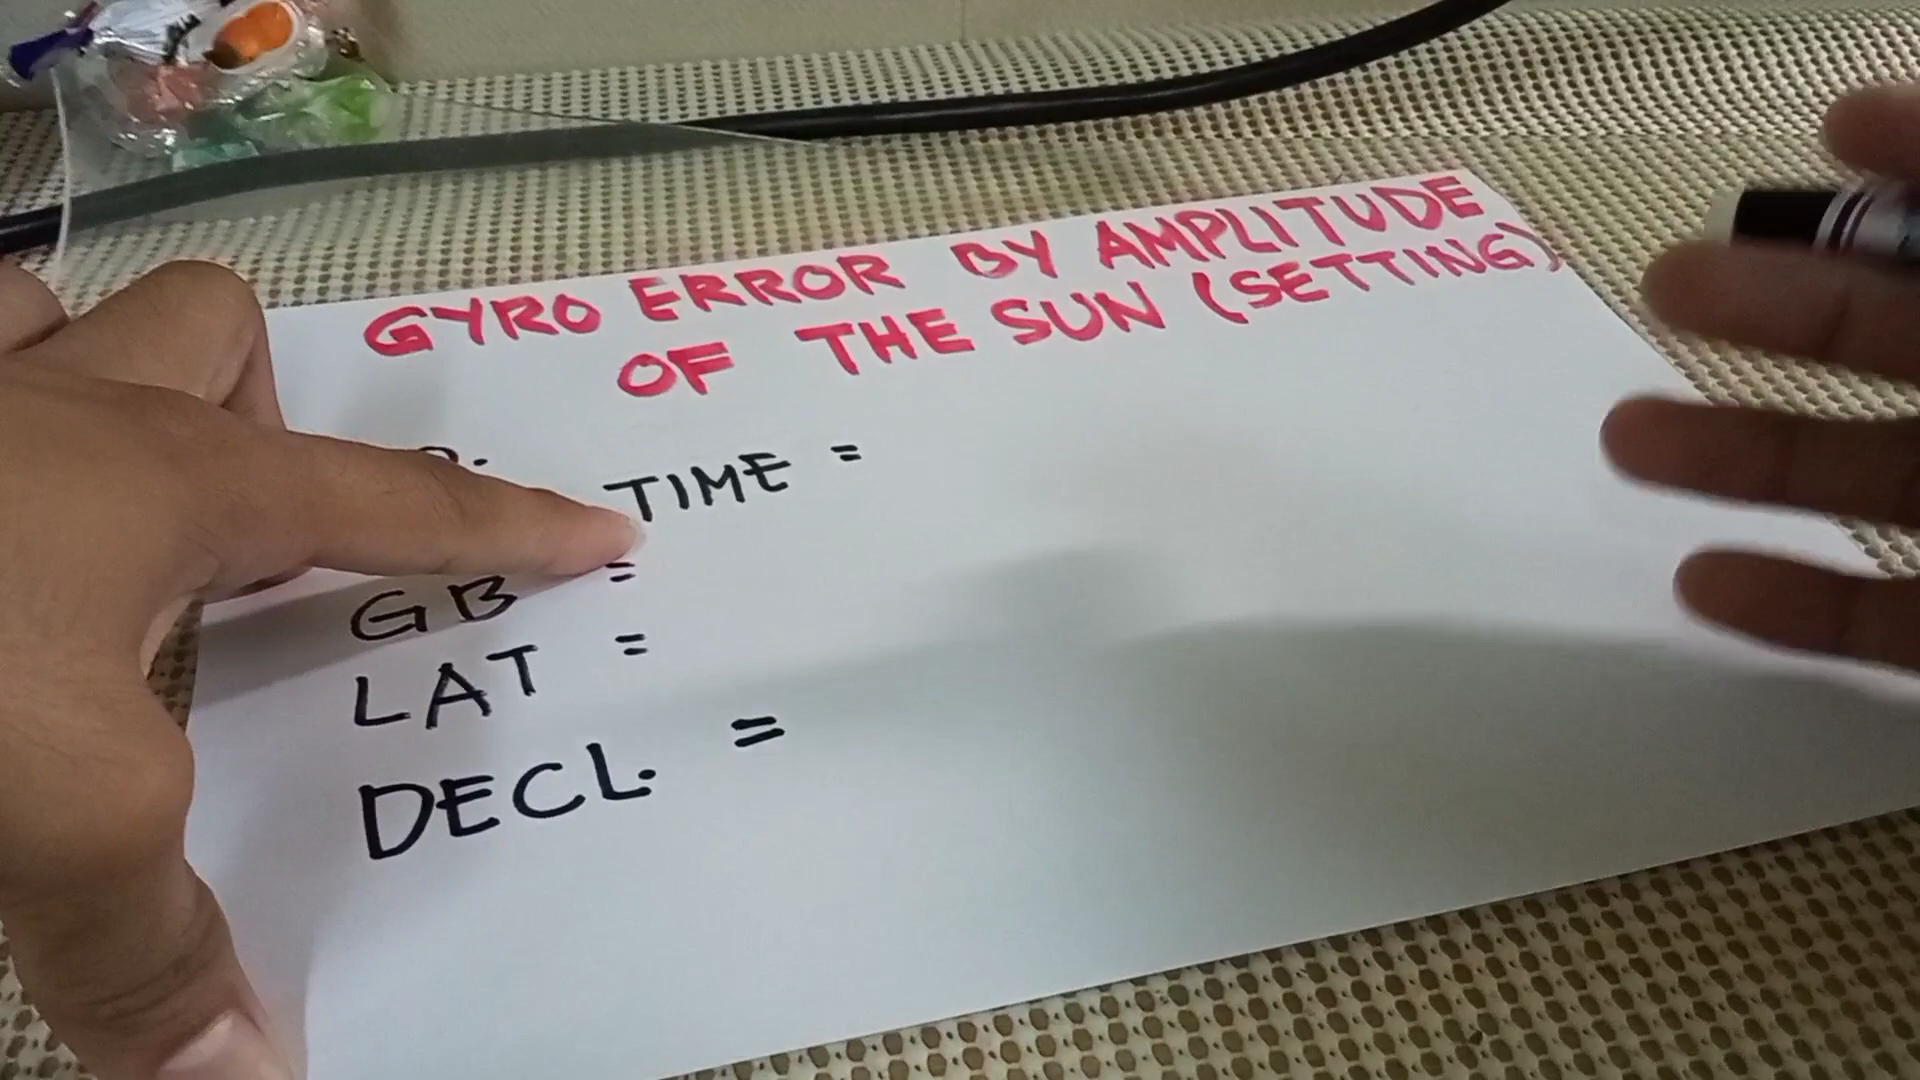 GYRO ERROR BY AMPLITUDE
OF THE SUN (SETTING)
TIME =
GB =
LAT =
DECL. =